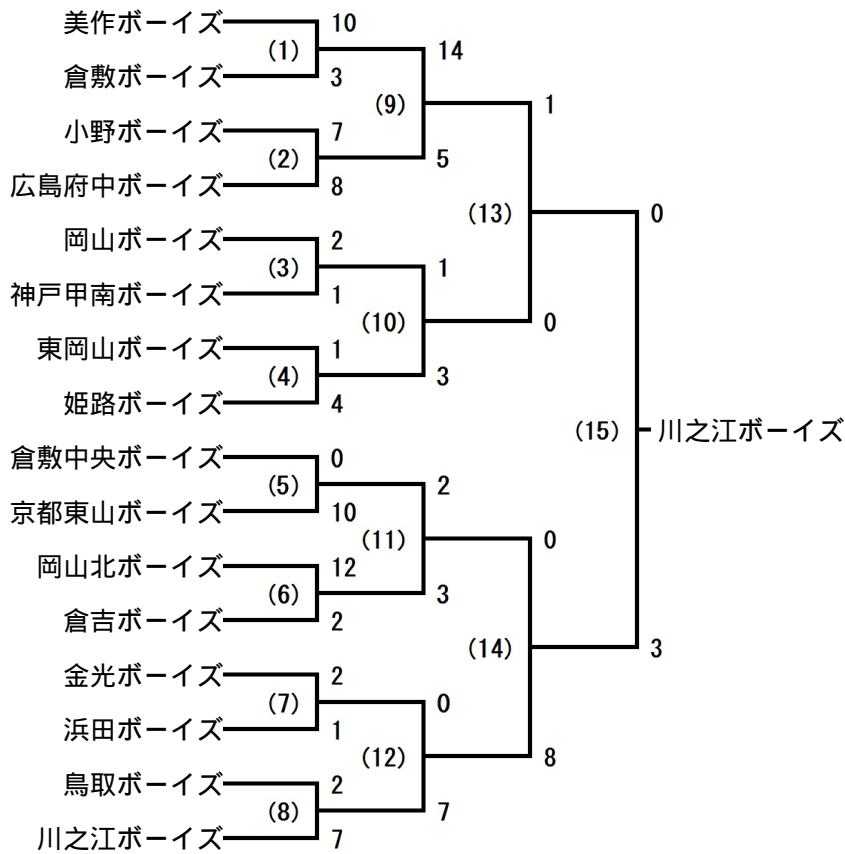 美作ボーイズ 10
(1) 14
倉敷ボーイズ 3
(9) 1
小野ボーイズ 7
(2) 5
広島府中ボーイズ 8
(13) 0
岡山ボーイズ 2
(3) 1
神戸甲南ボーイズ 1
(10) 0
東岡山ボーイズ 1
(4) 3
姫路ボーイズ 4
(15) 川之江ボーイズ
倉敷中央ボーイズ 0
(5) 2
京都東山ボーイズ 10
(11) 0
岡山北ボーイズ 12
(6) 3
倉吉ボーイズ 2
(14) 3
金光ボーイズ 2
(7) 0
浜田ボーイズ 1
(12) 8
鳥取ボーイズ 2
(8) 7
川之江ボーイズ 7